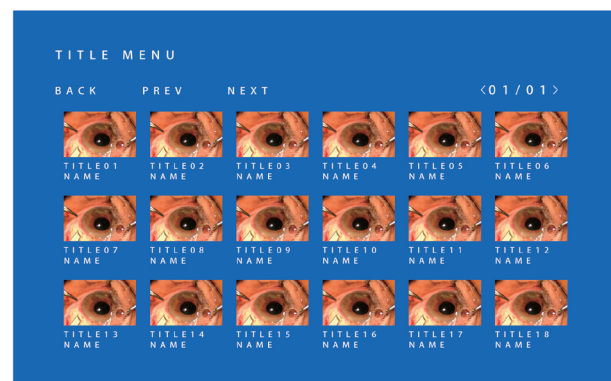 TITLE MENU
BACK PREV NEXT <01/01>
TITLE01 TITLE02 TITLE03 TITLE04 TITLE05 TITLE06
NAME NAME NAME NAME NAME NAME
TITLE07 TITLE08 TITLE09 TITLE10 TITLE11 TITLE12
NAME NAME NAME NAME NAME NAME
TITLE13 TITLE14 TITLE15 TITLE16 TITLE17 TITLE18
NAME NAME NAME NAME NAME NAME